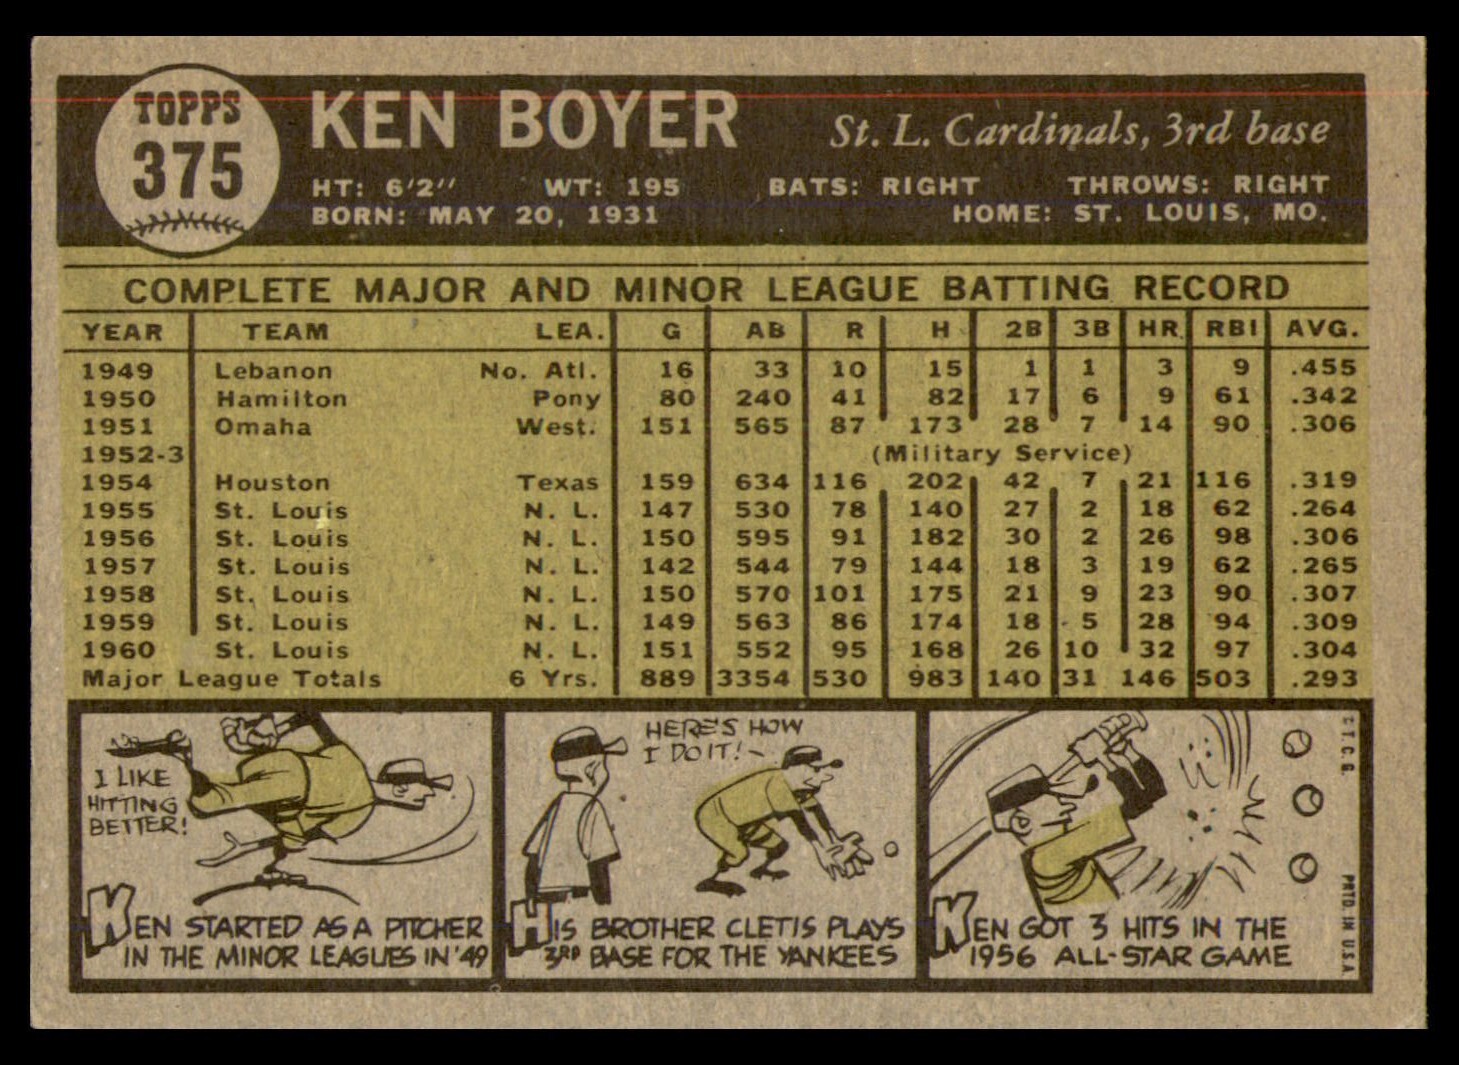 TOPPS
375
KEN BOYER
St. L. Cardinals, 3rd base
HT: 6'2" WT: 195 BATS: RIGHT THROWS: RIGHT
BORN: MAY 20, 1931 HOME: ST. LOUIS, MO.
COMPLETE MAJOR AND MINOR LEAGUE BATTING RECORD
YEAR TEAM LEA. G AB R H 2B 3B HR RBI AVG.
1949 Lebanon No. Atl. 16 33 10 15 1 1 3 9 .455
1950 Hamilton Pony 80 240 41 82 17 6 9 61 .342
1951 Omaha West. 151 565 87 173 28 7 14 90 .306
1952-3 (Military Service)
1954 Houston Texas 159 634 116 202 42 7 21 116 .319
1955 St. Louis N. L. 147 530 78 140 27 2 18 62 .264
1956 St. Louis N. L. 150 595 91 182 30 2 26 98 .306
1957 St. Louis N. L. 142 544 79 144 18 3 19 62 .265
1958 St. Louis N. L. 150 570 101 175 21 9 23 90 .307
1959 St. Louis N. L. 149 563 86 174 18 5 28 94 .309
1960 St. Louis N. L. 151 552 95 168 26 10 32 97 .304
Major League Totals 6 Yrs. 889 3354 530 983 140 31 146 503 .293
I LIKE
HITTING
BETTER!
KEN STARTED AS A PITCHER
IN THE MINOR LEAGUES IN '49
HERE'S HOW
I DO IT!-
HIS BROTHER CLETIS PLAYS
3RD BASE FOR THE YANKEES
KEN GOT 3 HITS IN THE
1956 ALL-STAR GAME
T.C.G.
PRTD. IN U.S.A.